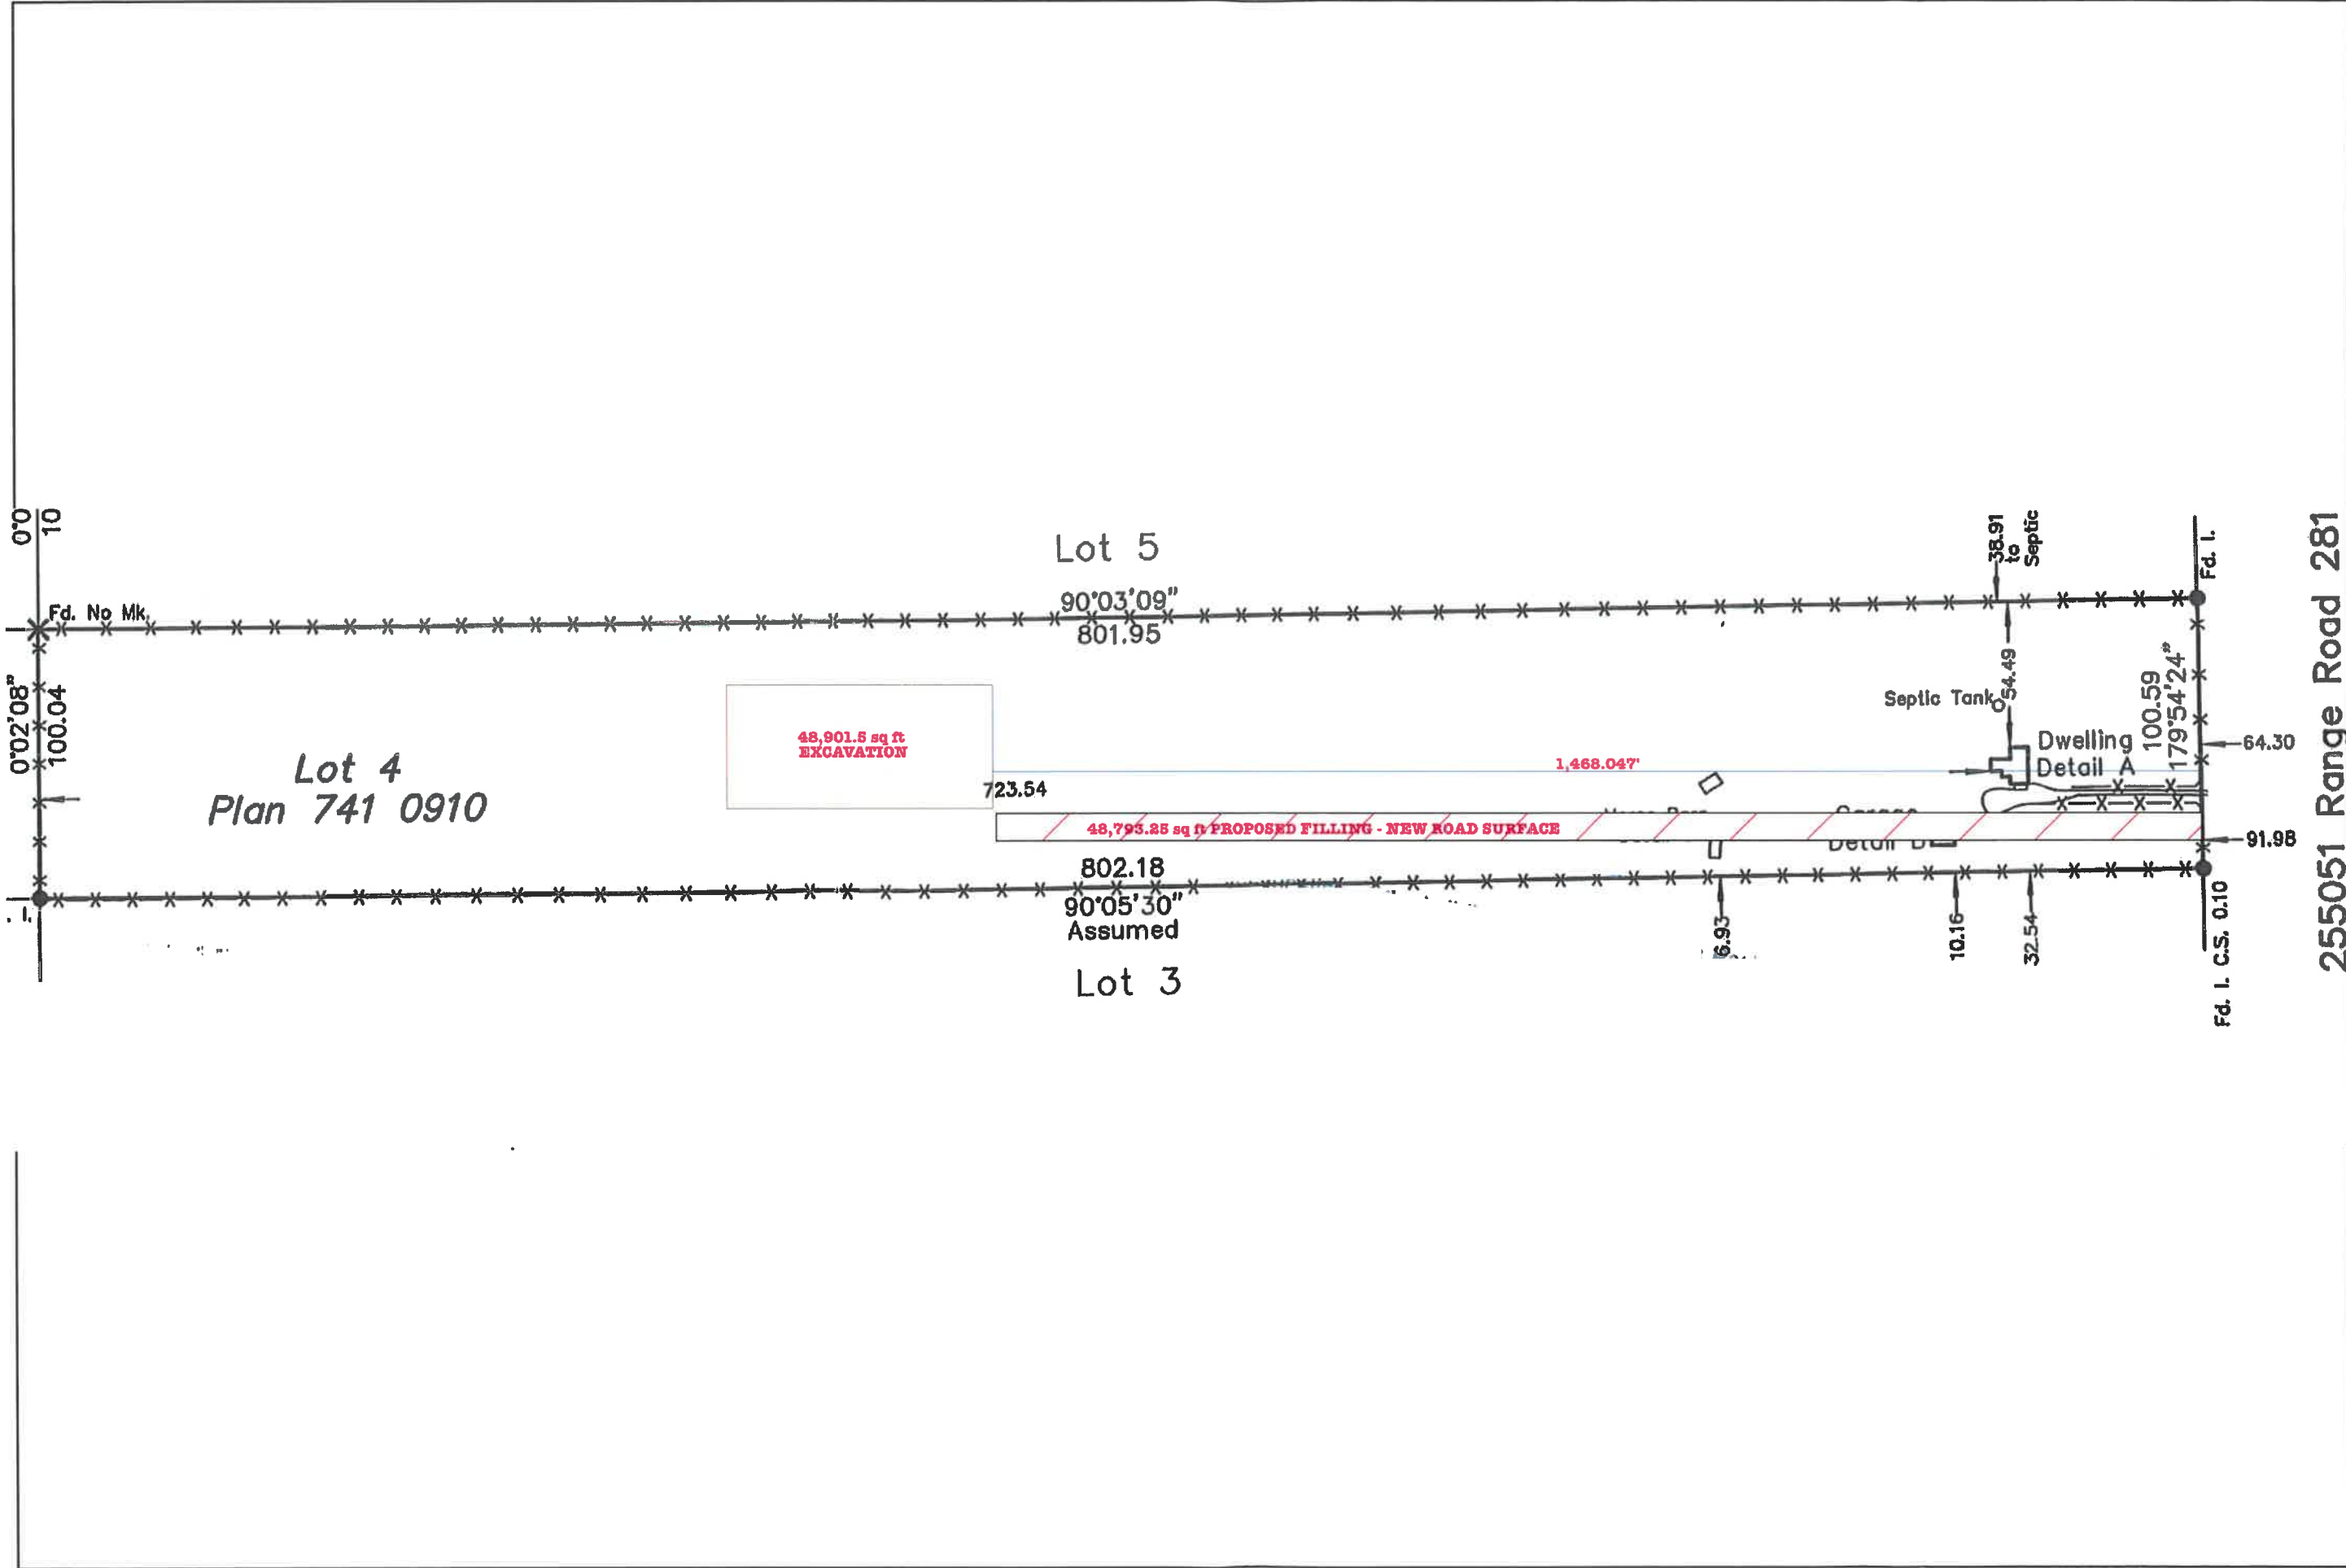 0'0
10
Lot 5
38.91
to
Septic
Fd. I.
Fd. No Mk.
90°03'09"
801.95
0°02'08"
100.04
54.49
Septic Tank
100.59
179°54'24"
48,901.5 sq ft
EXCAVATION
Dwelling
Detail A
64.30
1,468.047'
Lot 4
Plan 741 0910
723.54
48,793.25 sq ft PROPOSED FILLING - NEW ROAD SURFACE
91.98
802.18
90°05'30"
Assumed
6.93
10.16
32.54
Lot 3
Fd. I. C.S. 0.10
255051 Range Road 281